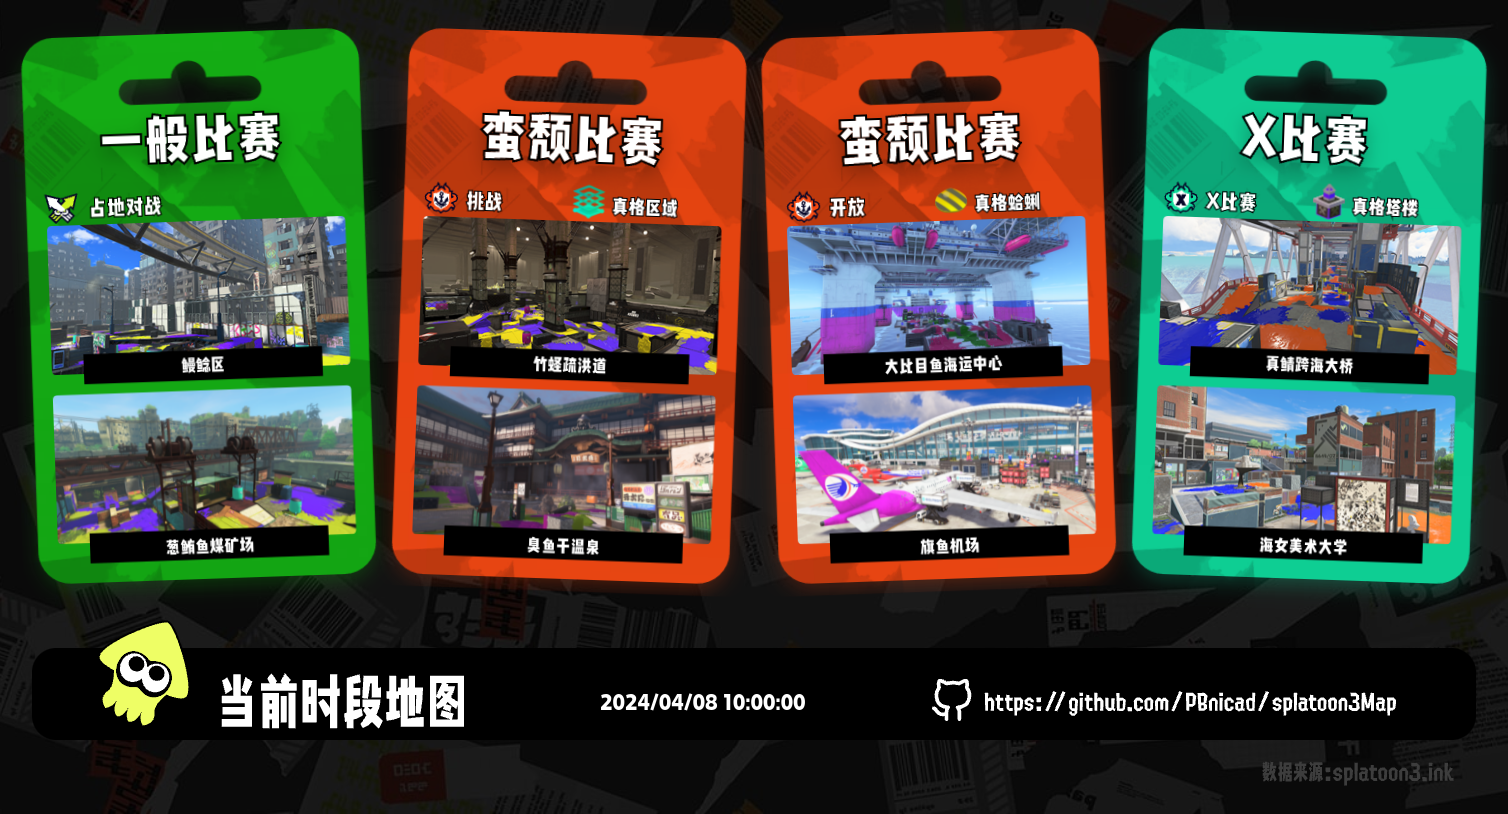 一般比赛
占地对战
鳗鲶区
葱鲔鱼煤矿场
蛮颓比赛
挑战
真格区域
竹蛏疏洪道
臭鱼干温泉
蛮颓比赛
开放
真格蛤蜊
大比目鱼海运中心
旗鱼机场
X比赛
X比赛
真格塔楼
真鲭跨海大桥
海女美术大学
当前时段地图
2024/04/08 10:00:00
https://github.com/PBnicad/splatoon3Map
数据来源:splatoon3.ink